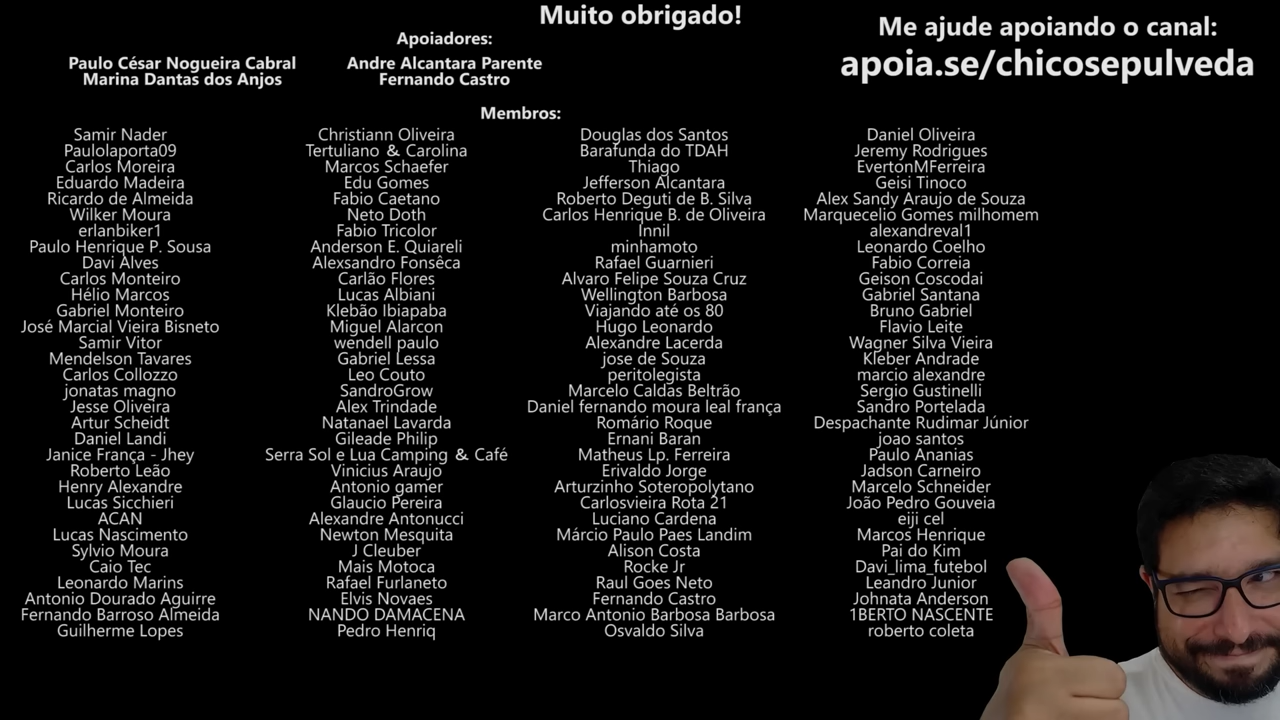 Muito obrigado!
Me ajude apoiando o canal:
apoia.se/chicosepulveda
Apoiadores:
Paulo César Nogueira Cabral
Marina Dantas dos Anjos
Andre Alcantara Parente
Fernando Castro
Membros:
Samir Nader
Paulolaporta09
Carlos Moreira
Eduardo Madeira
Ricardo de Almeida
Wilker Moura
erlanbiker1
Paulo Henrique P. Sousa
Davi Alves
Carlos Monteiro
Hélio Marcos
Gabriel Monteiro
José Marcial Vieira Bisneto
Samir Vitor
Mendelson Tavares
Carlos Collozzo
jonatas magno
Jesse Oliveira
Artur Scheidt
Daniel Landi
Janice França - Jhey
Roberto Leão
Henry Alexandre
Lucas Sicchieri
ACAN
Lucas Nascimento
Sylvio Moura
Caio Tec
Leonardo Marins
Antonio Dourado Aguirre
Fernando Barroso Almeida
Guilherme Lopes
Christiann Oliveira
Tertuliano & Carolina
Marcos Schaefer
Edu Gomes
Fabio Caetano
Neto Doth
Fabio Tricolor
Anderson E. Quiareli
Alexsandro Fonsêca
Carlão Flores
Lucas Albiani
Klebão Ibiapaba
Miguel Alarcon
wendell paulo
Gabriel Lessa
Leo Couto
SandroGrow
Alex Trindade
Natanael Lavarda
Gileade Philip
Serra Sol e Lua Camping & Café
Vinicius Araujo
Antonio gamer
Glaucio Pereira
Alexandre Antonucci
Newton Mesquita
J Cleuber
Mais Motoca
Rafael Furlaneto
Elvis Novaes
NANDO DAMACENA
Pedro Henriq
Douglas dos Santos
Barafunda do TDAH
Thiago
Jefferson Alcantara
Roberto Deguti de B. Silva
Carlos Henrique B. de Oliveira
Innil
minhamoto
Rafael Guarnieri
Alvaro Felipe Souza Cruz
Wellington Barbosa
Viajando até os 80
Hugo Leonardo
Alexandre Lacerda
jose de Souza
peritolegista
Marcelo Caldas Beltrão
Daniel fernando moura leal frança
Romário Roque
Ernani Baran
Matheus Lp. Ferreira
Erivaldo Jorge
Arturzinho Soteropolytano
Carlosvieira Rota 21
Luciano Cardena
Márcio Paulo Paes Landim
Alison Costa
Rocke Jr
Raul Goes Neto
Fernando Castro
Marco Antonio Barbosa Barbosa
Osvaldo Silva
Daniel Oliveira
Jeremy Rodrigues
EvertonMFerreira
Geisi Tinoco
Alex Sandy Araujo de Souza
Marquecelio Gomes milhomem
alexandreval1
Leonardo Coelho
Fabio Correia
Geison Coscodai
Gabriel Santana
Bruno Gabriel
Flavio Leite
Wagner Silva Vieira
Kleber Andrade
marcio alexandre
Sergio Gustinelli
Sandro Portelada
Despachante Rudimar Júnior
joao santos
Paulo Ananias
Jadson Carneiro
Marcelo Schneider
João Pedro Gouveia
eiji cel
Marcos Henrique
Pai do Kim
Davi_lima_futebol
Leandro Junior
Johnata Anderson
1BERTO NASCENTE
roberto coleta